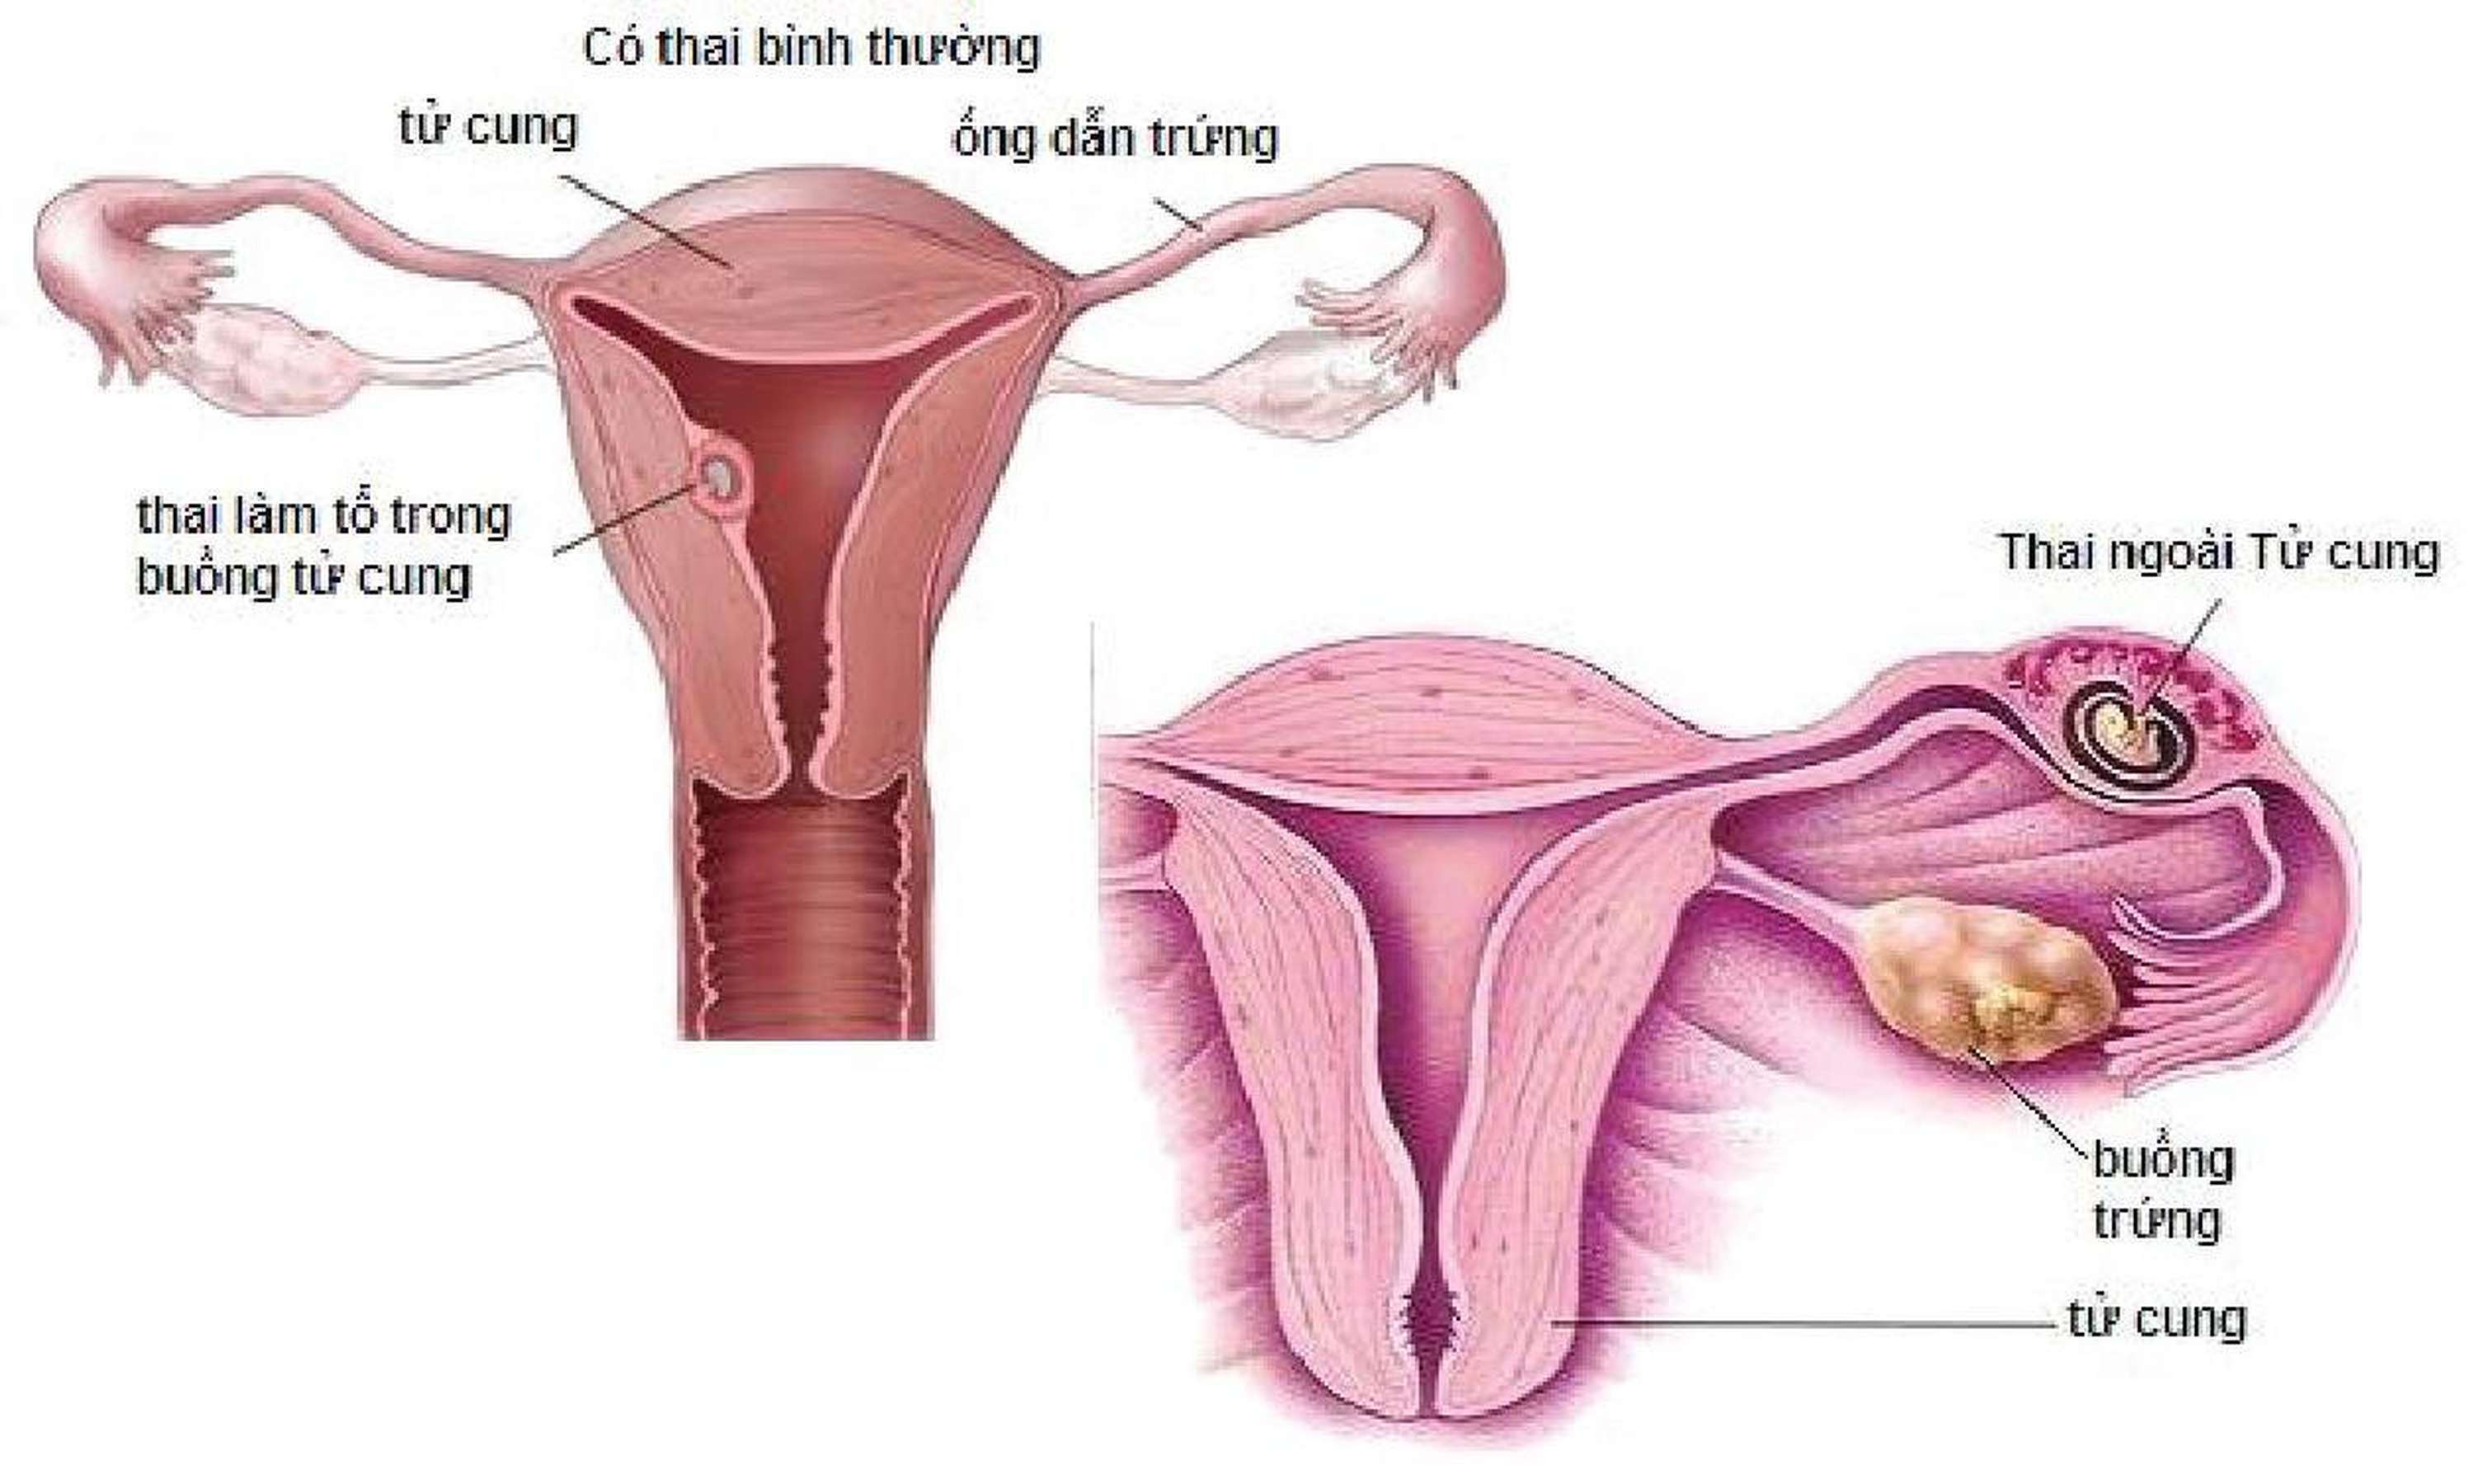 Có thai bình thường
tử cung
ống dẫn trứng
thai làm tổ trong
buồng tử cung
Thai ngoài Tử cung
buồng
trứng
tử cung